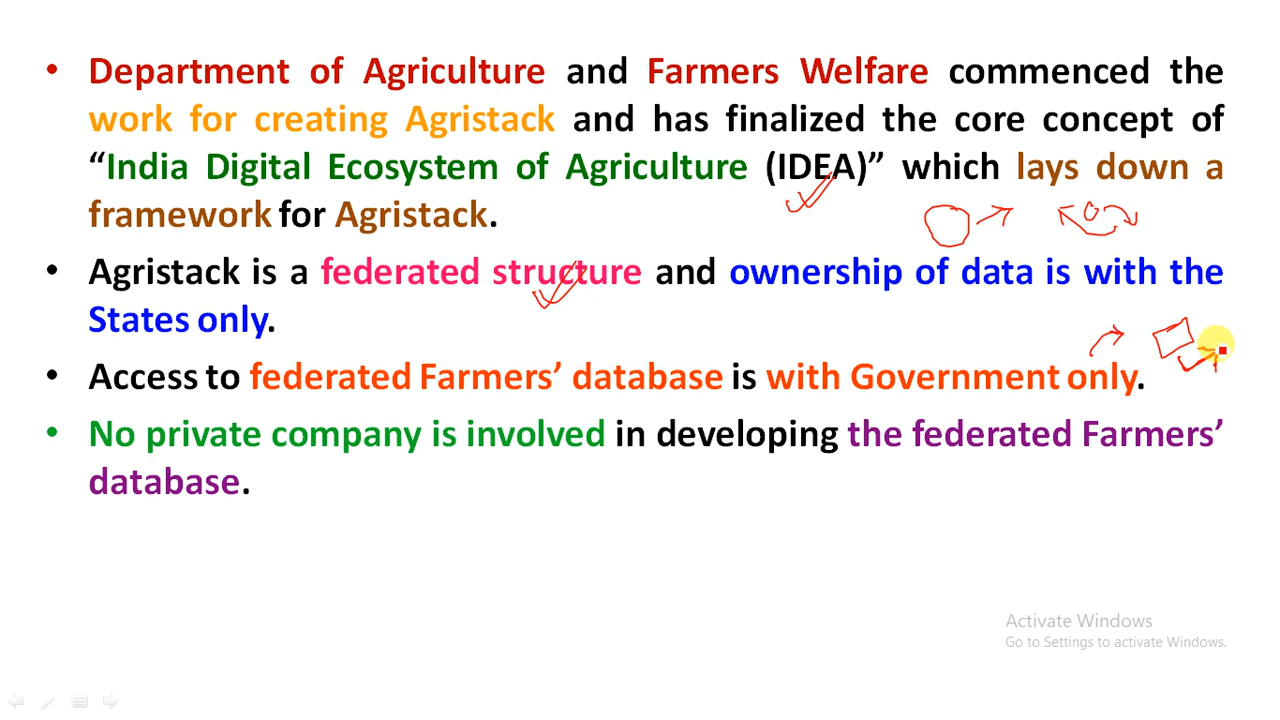 • Department of Agriculture and Farmers Welfare commenced the
work for creating Agristack and has finalized the core concept of
“India Digital Ecosystem of Agriculture (IDEA)” which lays down a
framework for Agristack.
• Agristack is a federated structure and ownership of data is with the
States only.
• Access to federated Farmers’ database is with Government only.
• No private company is involved in developing the federated Farmers’
database.
Activate Windows
Go to Settings to activate Windows.